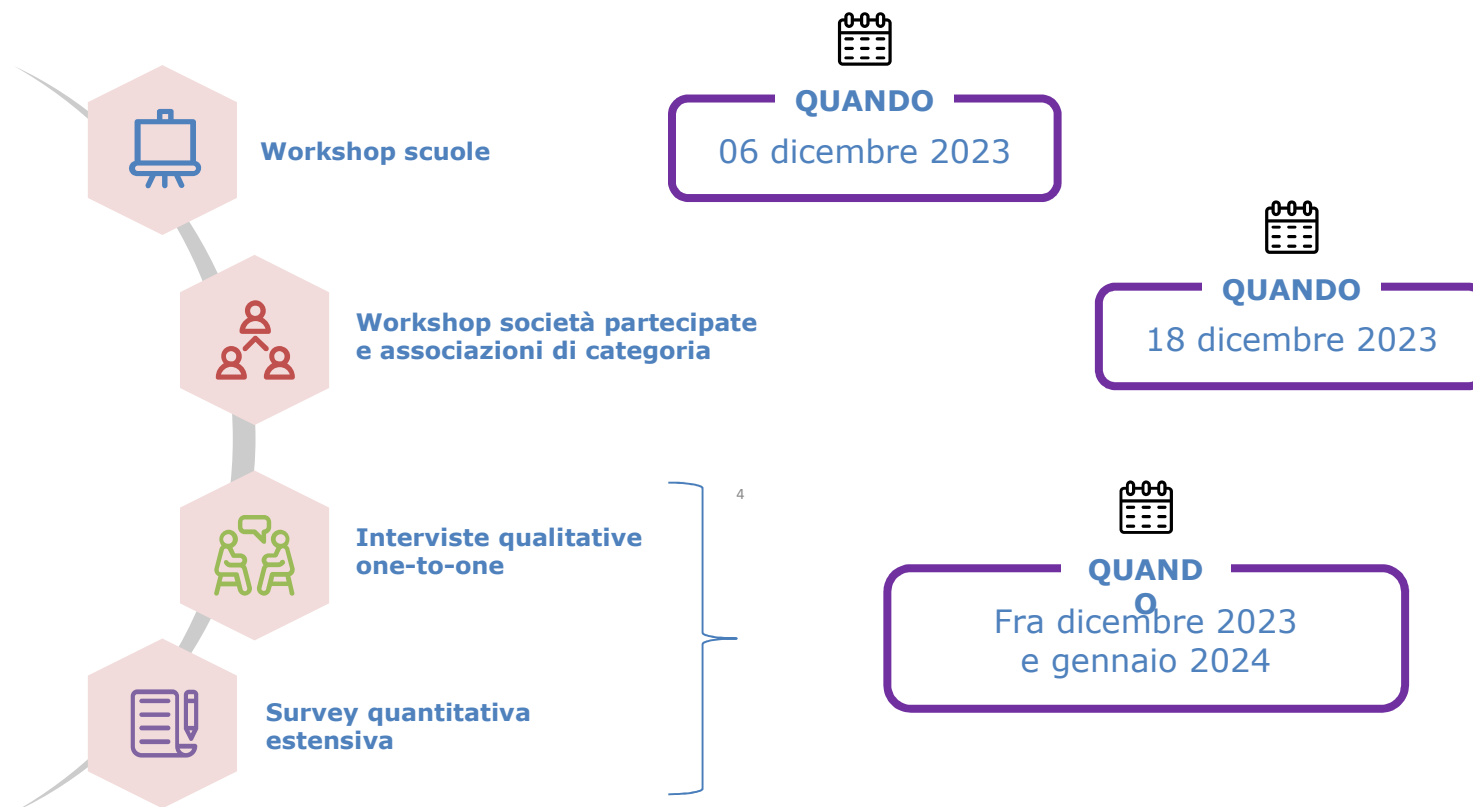 QUANDO
Workshop scuole
06 dicembre 2023
QUANDO
Workshop società partecipate
e associazioni di categoria
18 dicembre 2023
4
Interviste qualitative
one-to-one
QUAND
O
Fra dicembre 2023
e gennaio 2024
Survey quantitativa
estensiva